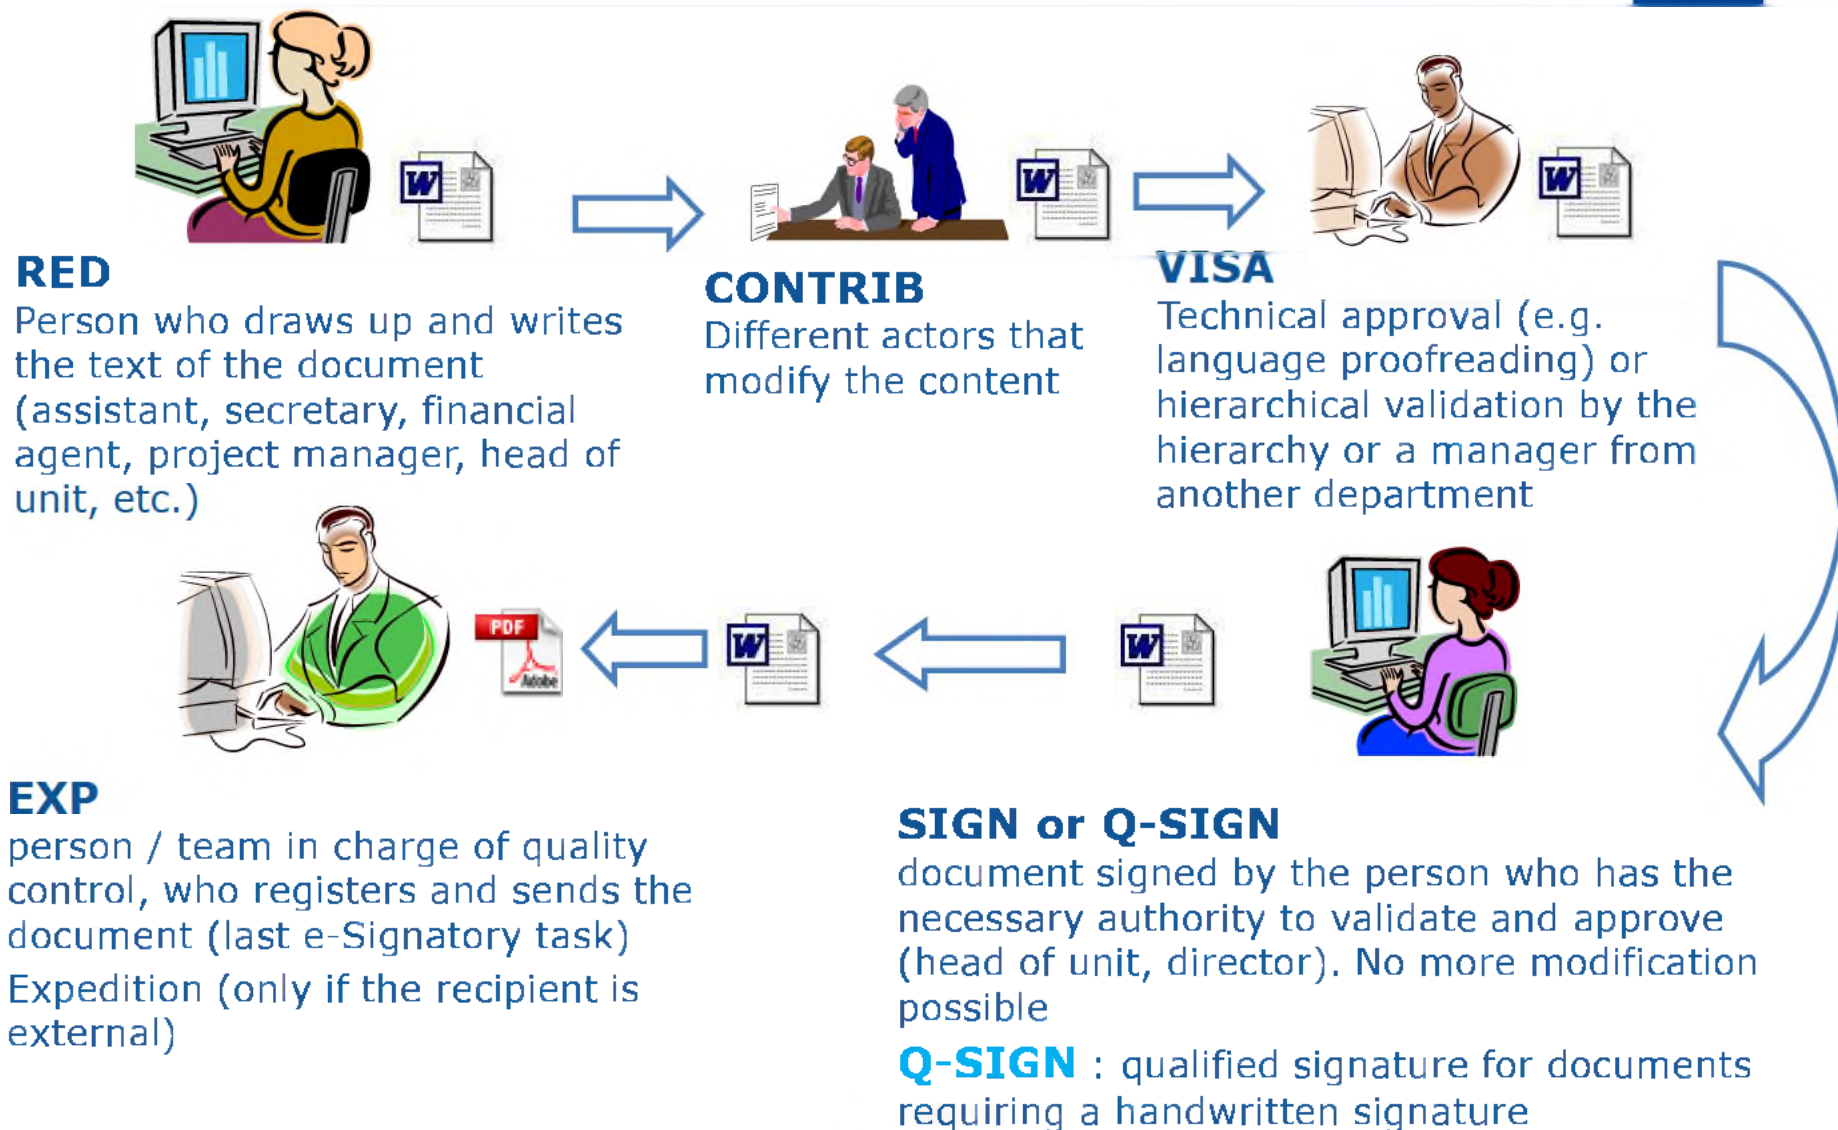 RED
Person who draws up and writes
the text of the document
(assistant, secretary, financial
agent, project manager, head of
unit, etc.)
W
CONTRIB
Different actors that
modify the content
W
VISA
Technical approval (e.g.
language proofreading) or
hierarchical validation by the
hierarchy or a manager from
another department
W
SIGN or Q-SIGN
document signed by the person who has the
necessary authority to validate and approve
(head of unit, director). No more modification
possible
Q-SIGN : qualified signature for documents
requiring a handwritten signature
W
W
PDF
Adobe
EXP
person / team in charge of quality
control, who registers and sends the
document (last e-Signatory task)
Expedition (only if the recipient is
external)